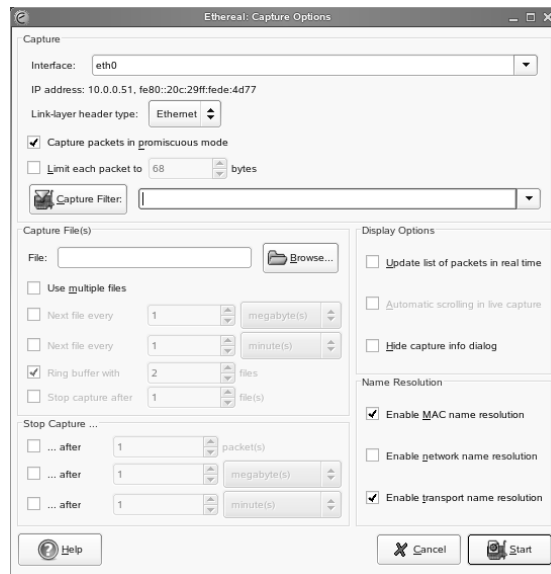 Ethereal: Capture Options
Capture
Interface: eth0
IP address: 10.0.0.51, fe80::20c:29ff:fede:4d77
Link-layer header type: Ethernet
Capture packets in promiscuous mode
Limit each packet to 68 bytes
Capture Filter:
Capture File(s)
File: Browse...
Use multiple files
Next file every 1 megabyte(s)
Next file every 1 minute(s)
Ring buffer with 2 files
Stop capture after 1 file(s)
Stop Capture ...
... after 1 packet(s)
... after 1 megabyte(s)
... after 1 minute(s)
Display Options
Update list of packets in real time
Automatic scrolling in live capture
Hide capture info dialog
Name Resolution
Enable MAC name resolution
Enable network name resolution
Enable transport name resolution
Help
Cancel
Start